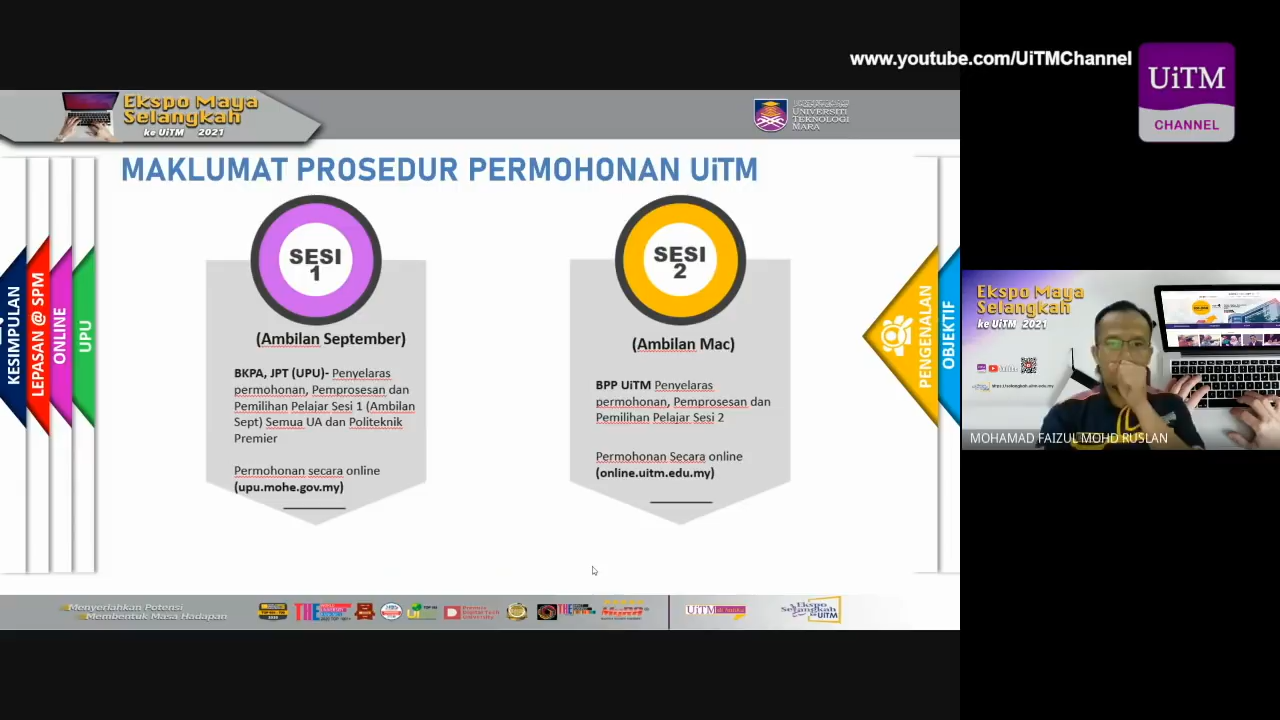 www.youtube.com/UiTMChannel
UiTM
CHANNEL
Ekspo Maya
Selangkah
ke UiTM 2021
UNIVERSITI
TEKNOLOGI
MARA
MAKLUMAT PROSEDUR PERMOHONAN UiTM
KESIMPULAN
LEPASAN @ SPM
ONLINE
UPU
SESI
1
(Ambilan September)
BKPA, JPT (UPU)- Penyelaras
permohonan, Pemprosesan dan
Pemilihan Pelajar Sesi 1 (Ambilan
Sept) Semua UA dan Politeknik
Premier
Permohonan secara online
(upu.mohe.gov.my)
SESI
2
(Ambilan Mac)
BPP UiTM Penyelaras
permohonan, Pemprosesan dan
Pemilihan Pelajar Sesi 2
Permohonan Secara online
(online.uitm.edu.my)
PENGENALAN
OBJEKTIF
Ekspo Maya
Selangkah
ke UiTM 2021
MOHAMAD FAIZUL MOHD RUSLAN
Menyerlahkan Potensi
Membentuk Masa Hadapan